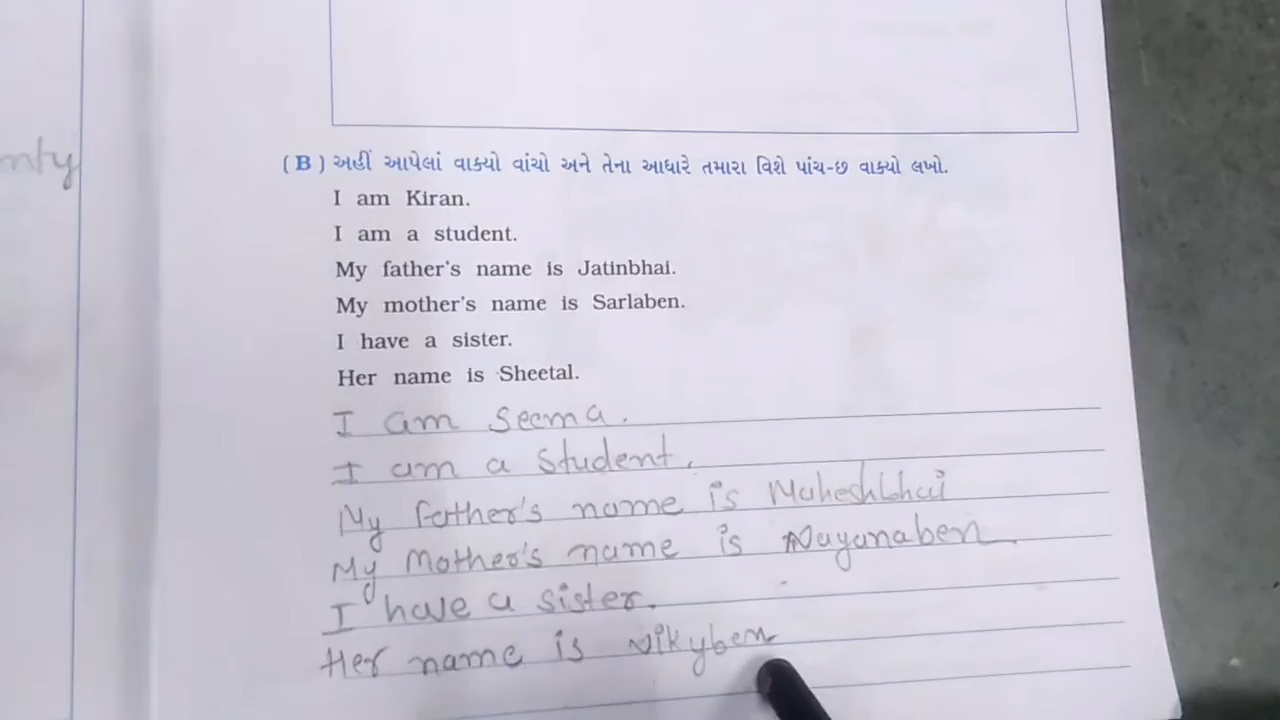 nty
(B) અહીં આપેલાં વાક્યો વાંચો અને તેના આધારે તમારા વિશે પાંચ-છ વાક્યો લખો.
I am Kiran.
I am a student.
My father's name is Jatinbhai.
My mother's name is Sarlaben.
I have a sister.
Her name is Sheetal.
I am Seema.
I am a Student.
My father's name is Maheshbhai
My Mother's name is Nayanaben.
I have a sister.
Her name is Nikyben